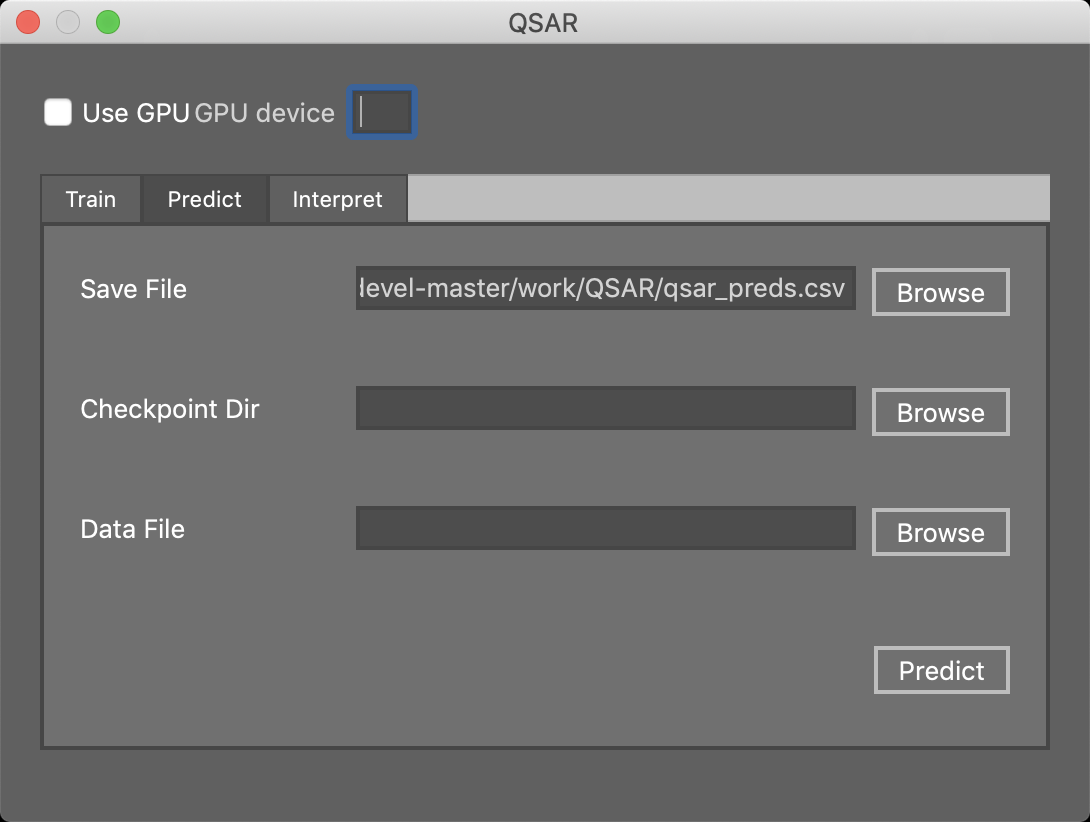 QSAR
Use GPU GPU device
Train Predict Interpret
Save File level-master/work/QSAR/qsar_preds.csv Browse
Checkpoint Dir Browse
Data File Browse
Predict